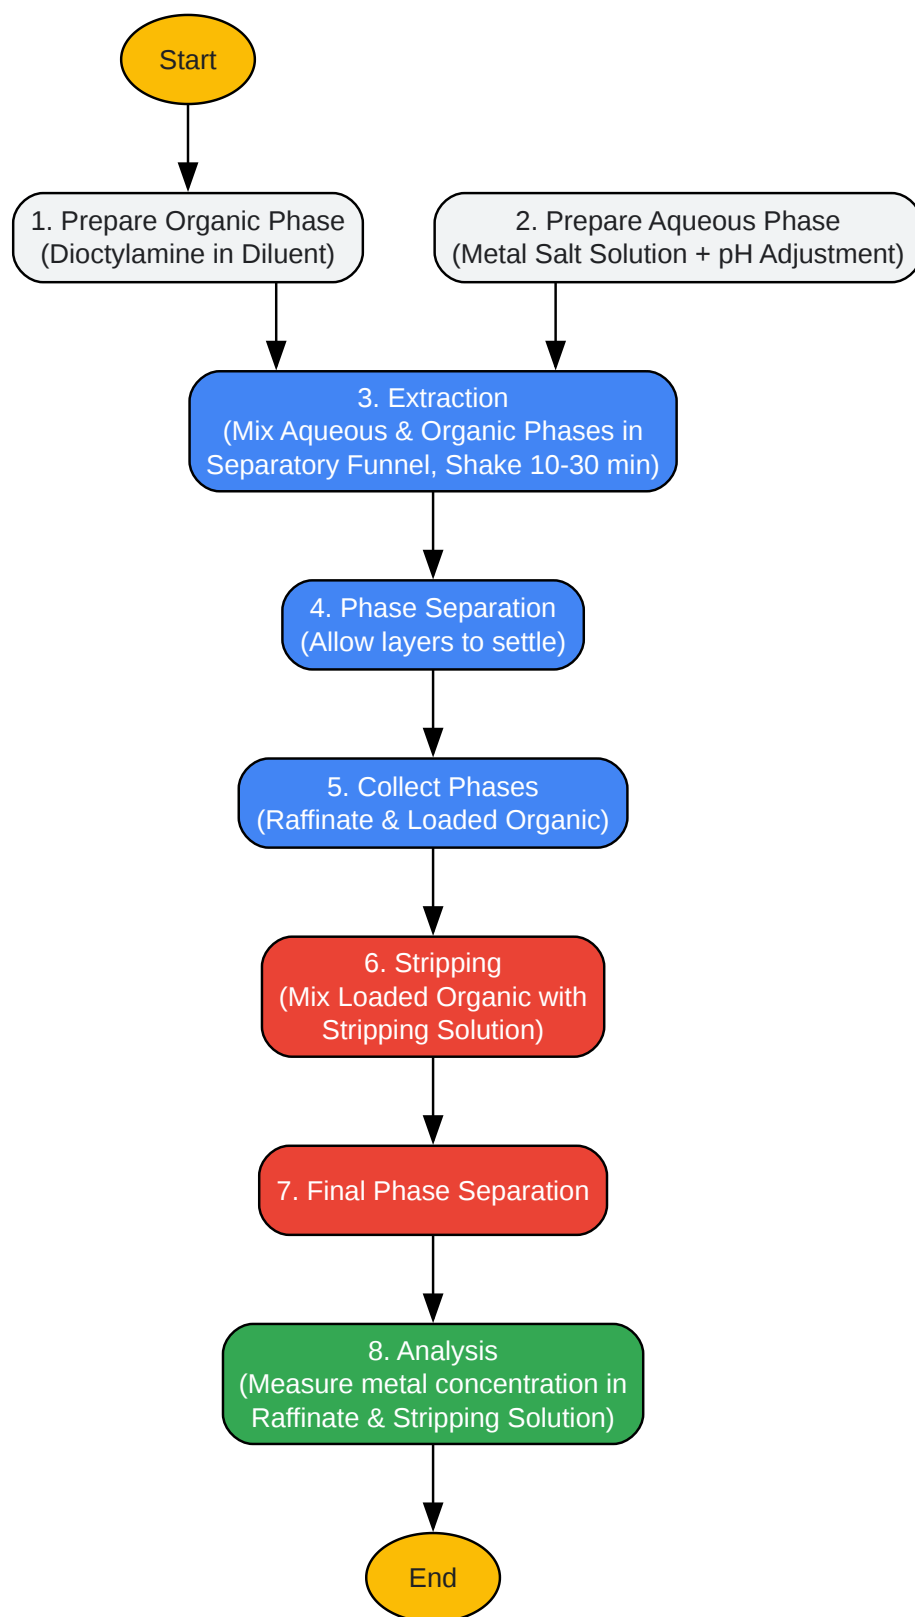 Start
1. Prepare Organic Phase
(Dioctylamine in Diluent)
2. Prepare Aqueous Phase
(Metal Salt Solution + pH Adjustment)
3. Extraction
(Mix Aqueous & Organic Phases in
Separatory Funnel, Shake 10-30 min)
4. Phase Separation
(Allow layers to settle)
5. Collect Phases
(Raffinate & Loaded Organic)
6. Stripping
(Mix Loaded Organic with
Stripping Solution)
7. Final Phase Separation
8. Analysis
(Measure metal concentration in
Raffinate & Stripping Solution)
End